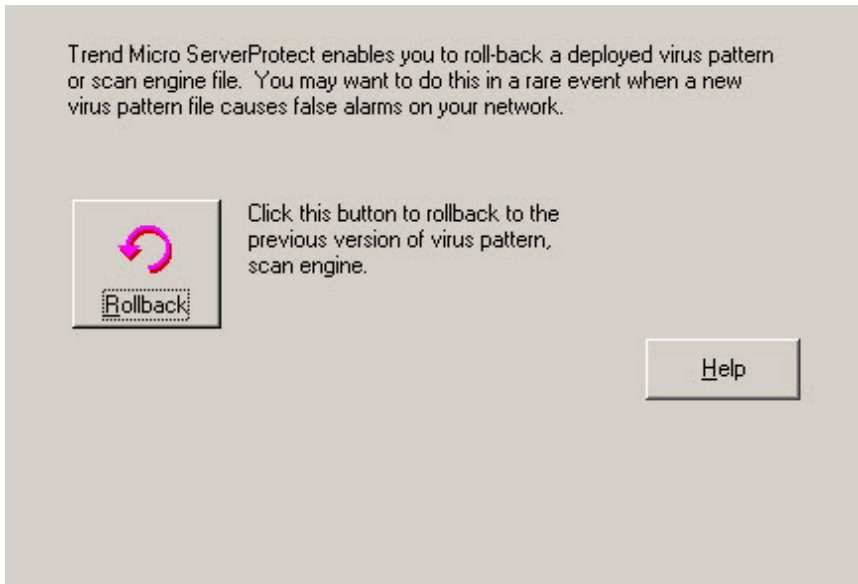 Trend Micro ServerProtect enables you to roll-back a deployed virus pattern
or scan engine file. You may want to do this in a rare event when a new
virus pattern file causes false alarms on your network.
Click this button to rollback to the
previous version of virus pattern,
scan engine.
Rollback
Help